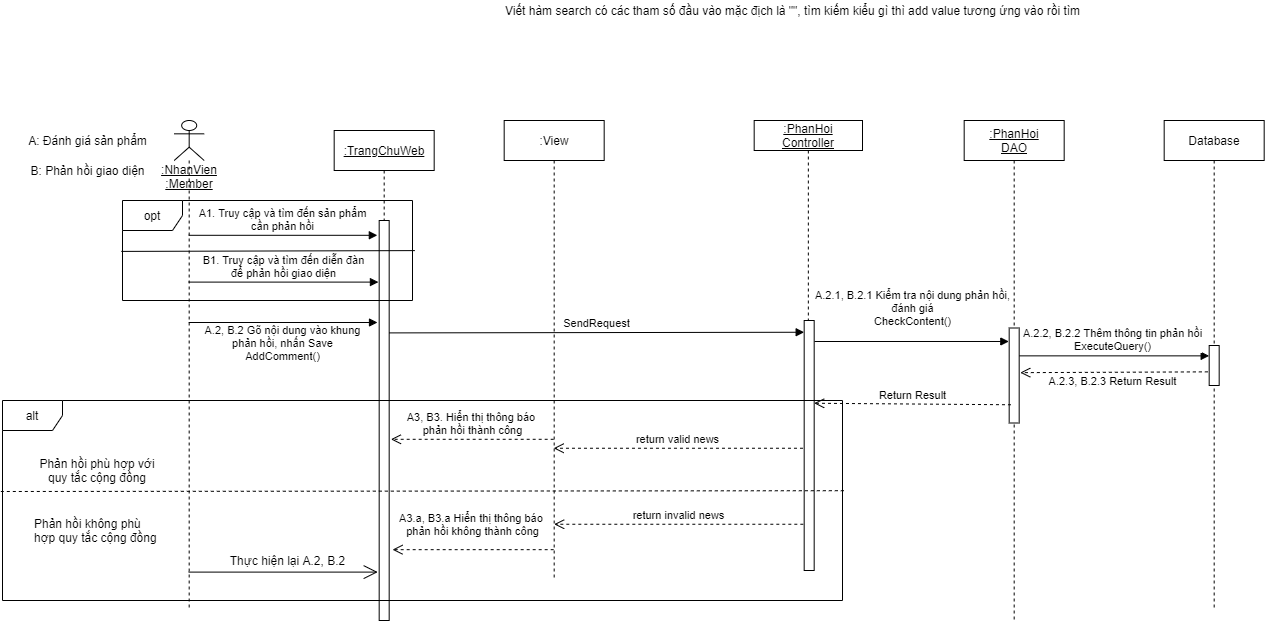 Viết hàm search có các tham số đầu vào mặc định là "", tìm kiếm kiểu gì thì add value tương ứng vào rồi tìm
A: Đánh giá sản phẩm
B: Phản hồi giao diện
:NhanVien
:Member
:TrangChuWeb
:View
:PhanHoi
Controller
:PhanHoi
DAO
Database
opt
A1. Truy cập và tìm đến sản phẩm
cần phản hồi
B1. Truy cập và tìm đến diễn đàn
để phản hồi giao diện
A.2, B.2 Gõ nội dung vào khung
phản hồi, nhấn Save
AddComment()
SendRequest
A.2.1, B.2.1 Kiểm tra nội dung phản hồi,
đánh giá
CheckContent()
A.2.2, B.2.2 Thêm thông tin phản hồi
ExecuteQuery()
A.2.3, B.2.3 Return Result
Return Result
alt
A3, B3. Hiển thị thông báo
phản hồi thành công
return valid news
Phản hồi phù hợp với
quy tắc cộng đồng
Phản hồi không phù
hợp quy tắc cộng đồng
A3.a, B3.a Hiển thị thông báo
phản hồi không thành công
return invalid news
Thực hiện lại A.2, B.2